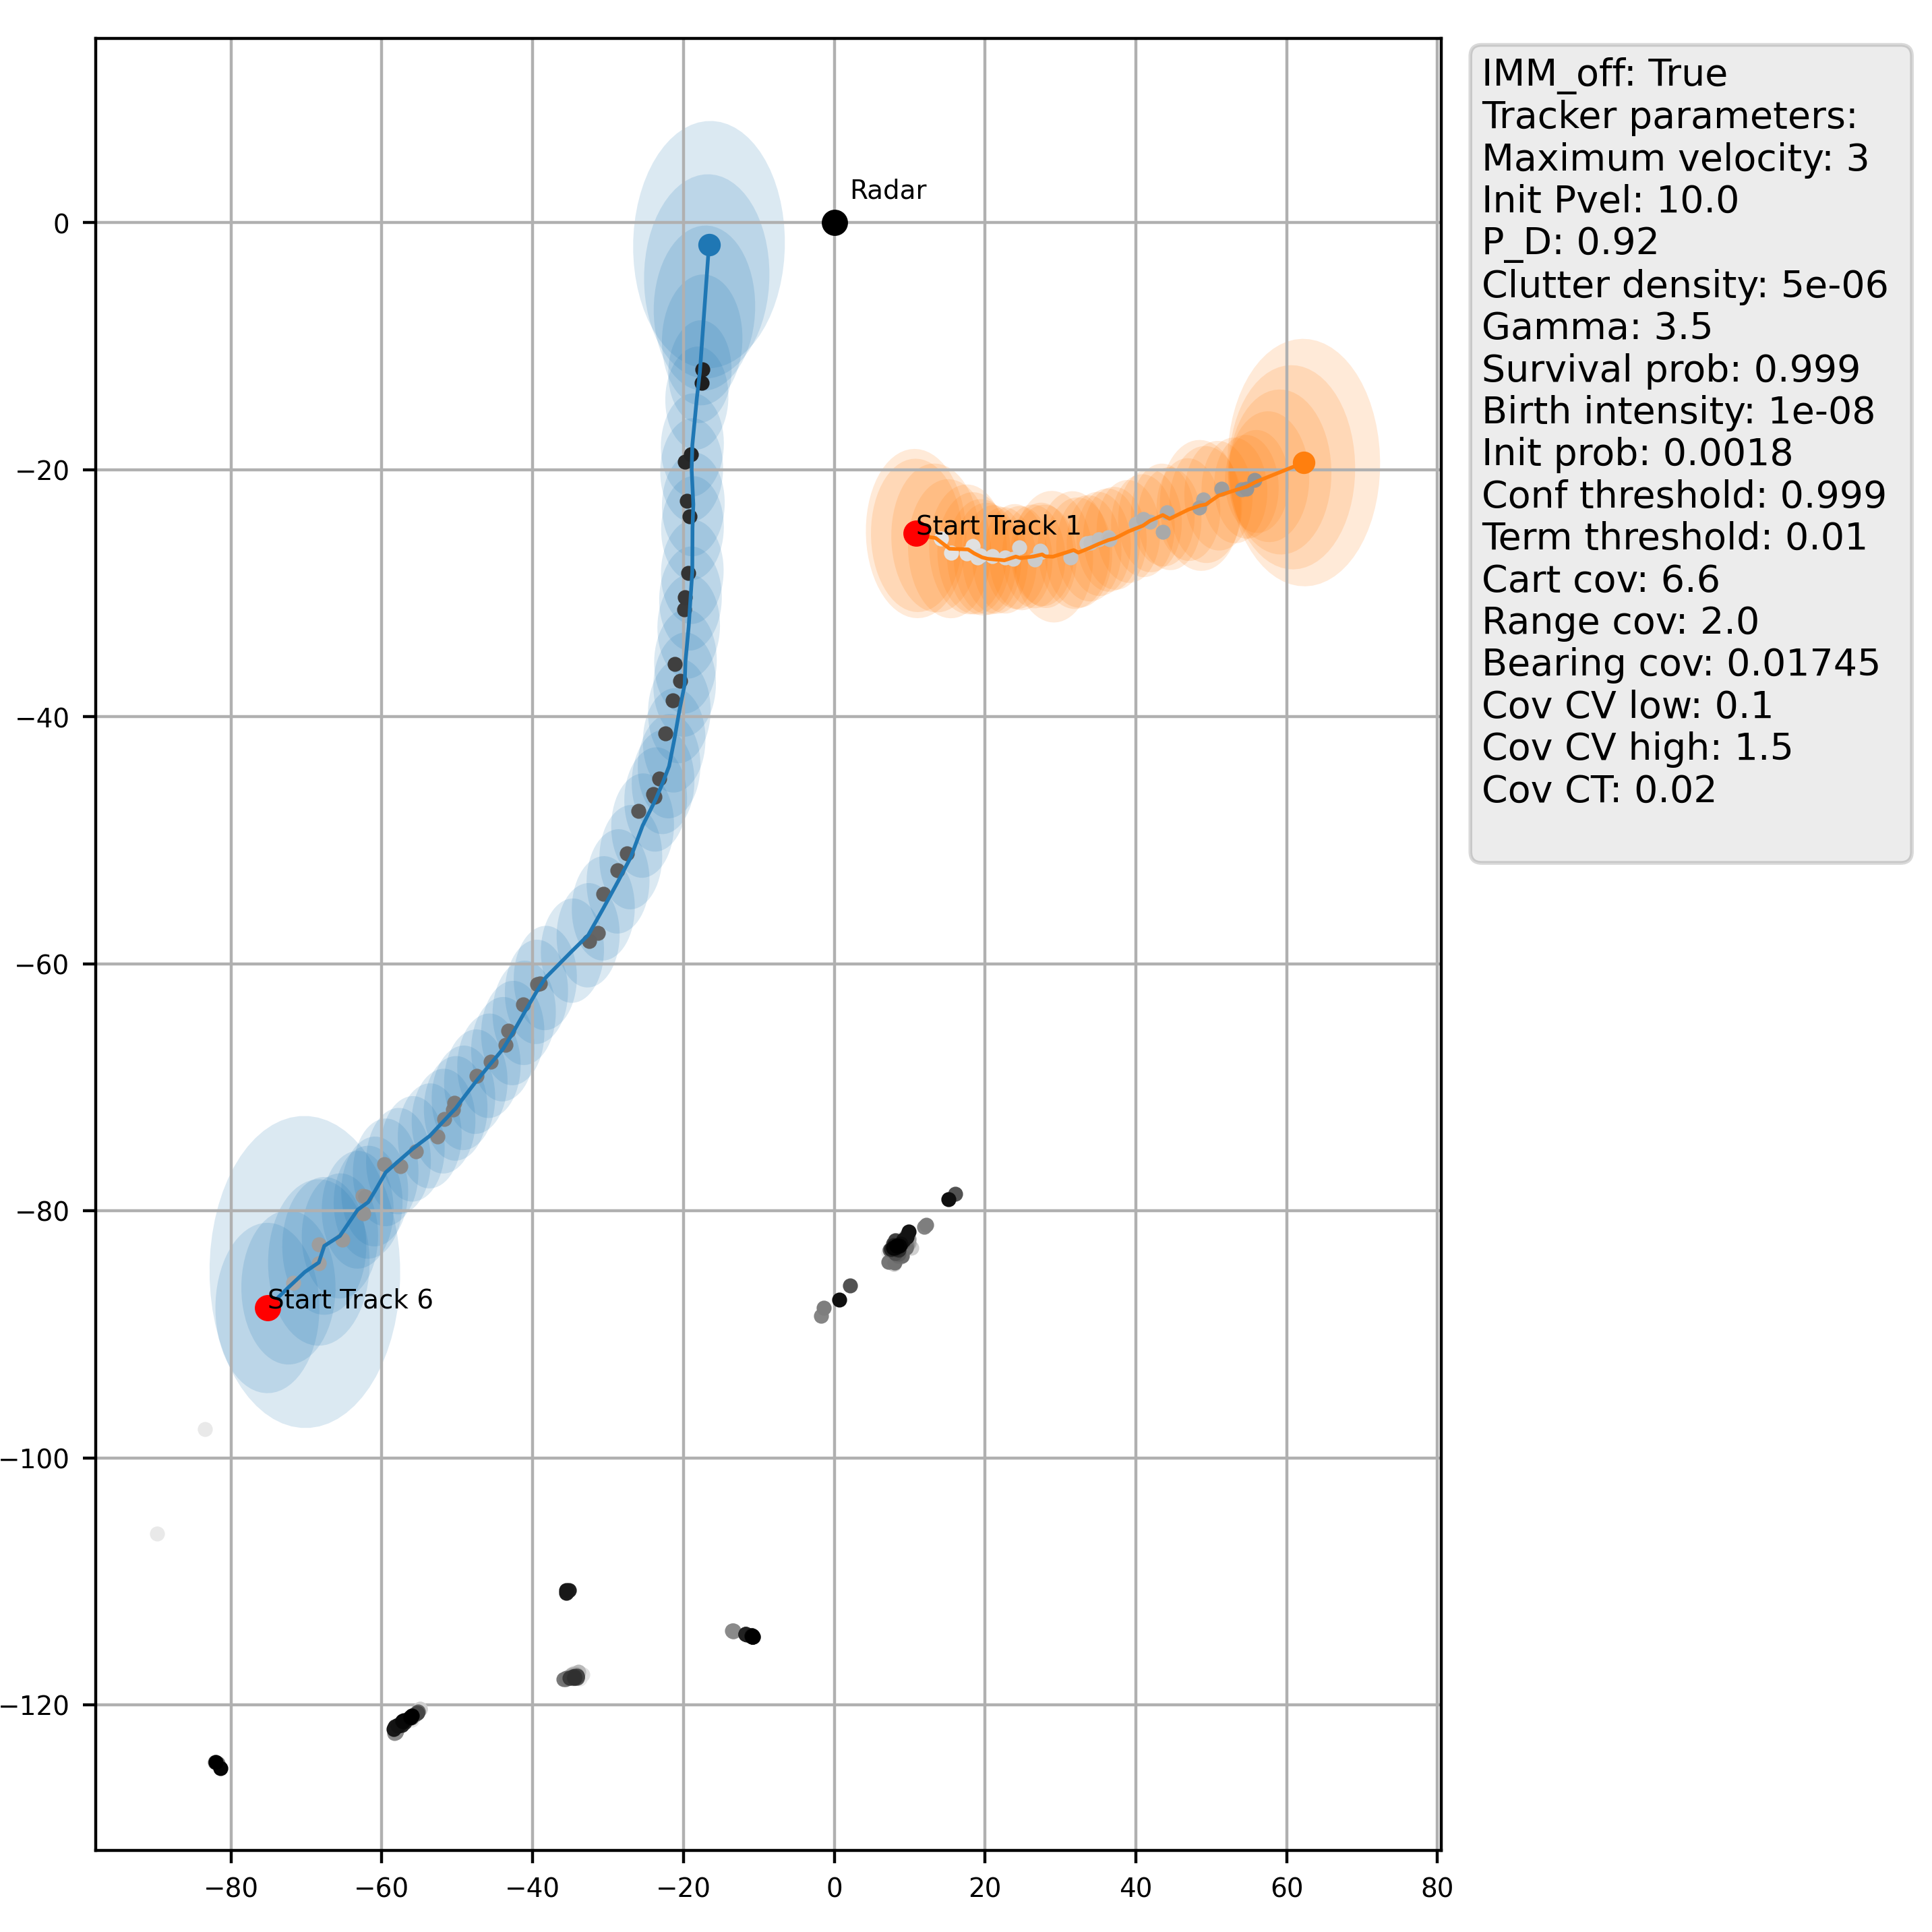 Radar
Start Track 1
Start Track 6
0
−20
−40
−60
−80
−100
−120
−80
−60
−40
−20
0
20
40
60
80
IMM_off: True
Tracker parameters:
Maximum velocity: 3
Init Pvel: 10.0
P_D: 0.92
Clutter density: 5e-06
Gamma: 3.5
Survival prob: 0.999
Birth intensity: 1e-08
Init prob: 0.0018
Conf threshold: 0.999
Term threshold: 0.01
Cart cov: 6.6
Range cov: 2.0
Bearing cov: 0.01745
Cov CV low: 0.1
Cov CV high: 1.5
Cov CT: 0.02